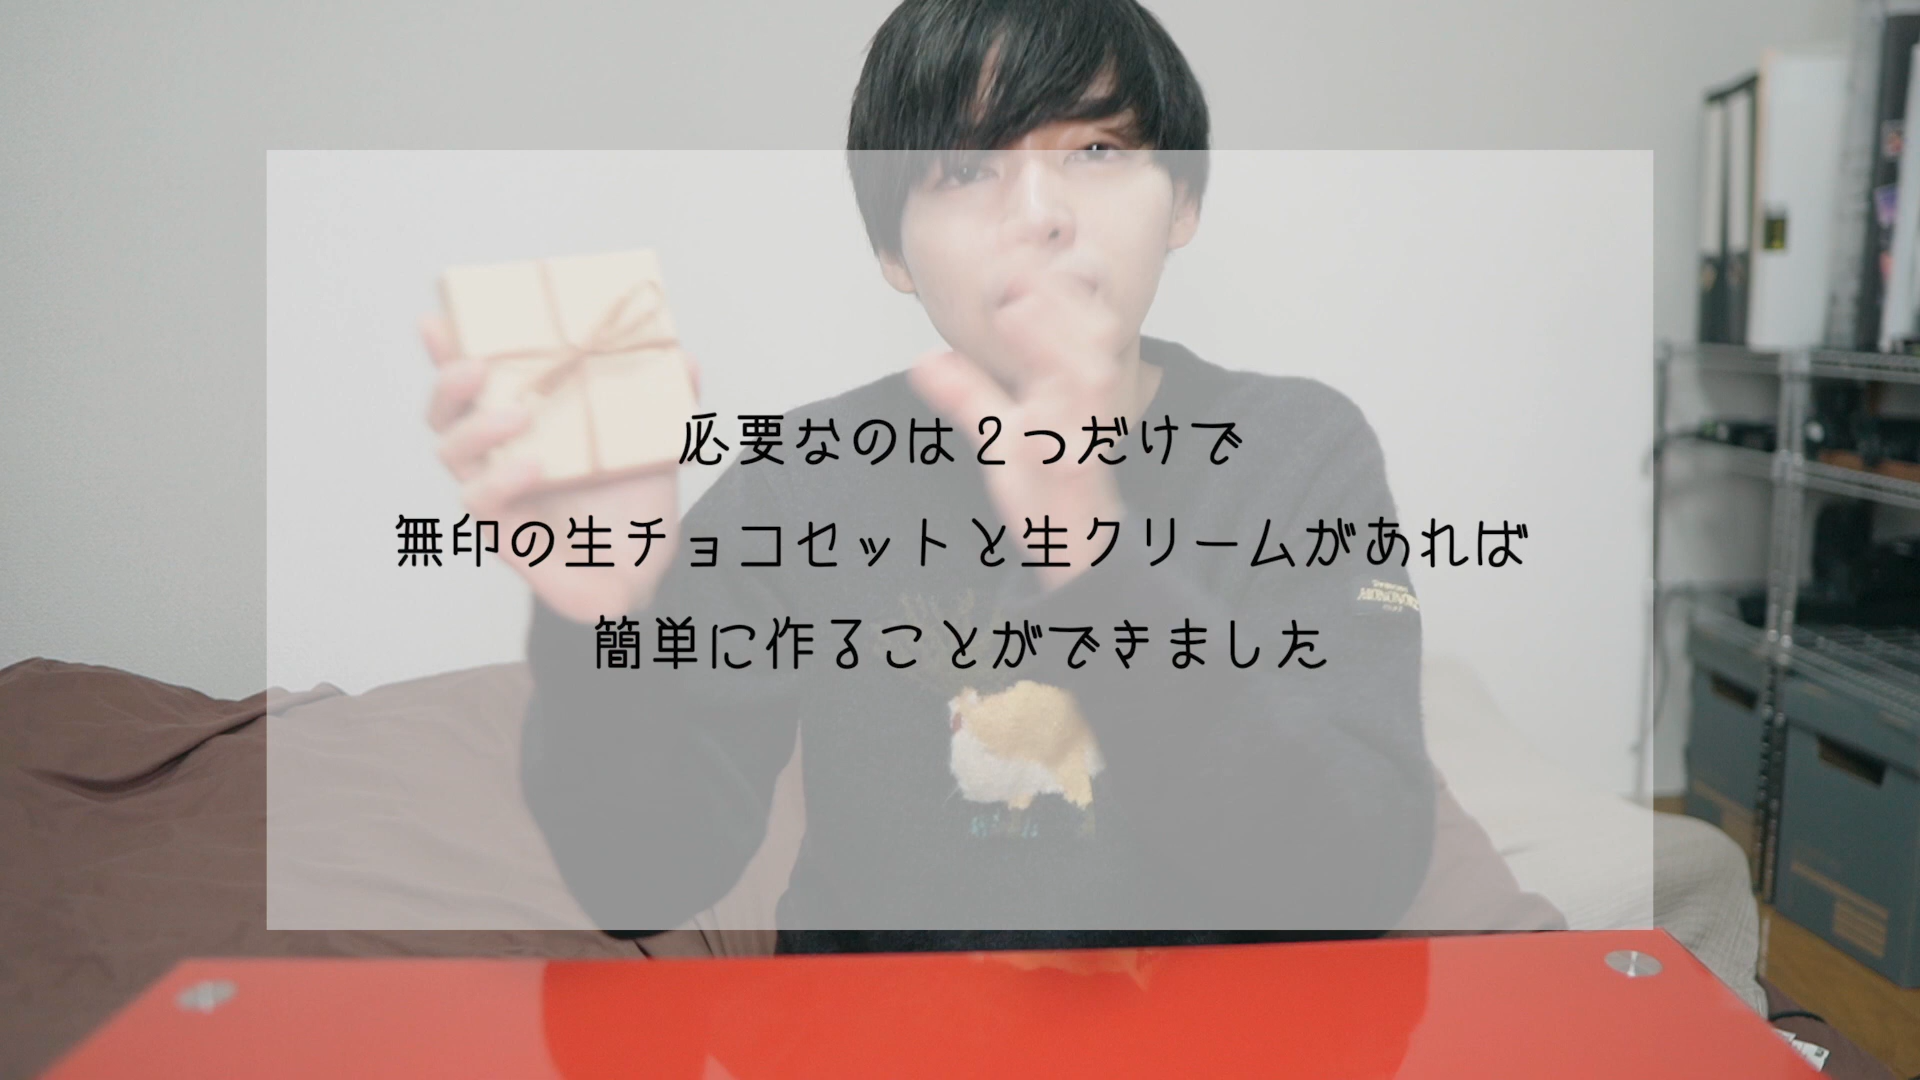 必要なのは2つだけで
無印の生チョコセットと生クリームがあれば
簡単に作ることができました